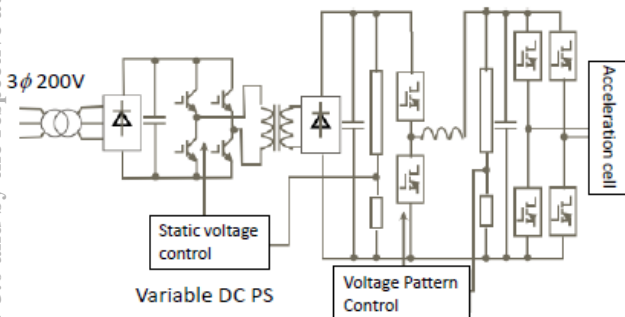 3ϕ 200V
Static voltage
control
Variable DC PS
Voltage Pattern
Control
Acceleration cell